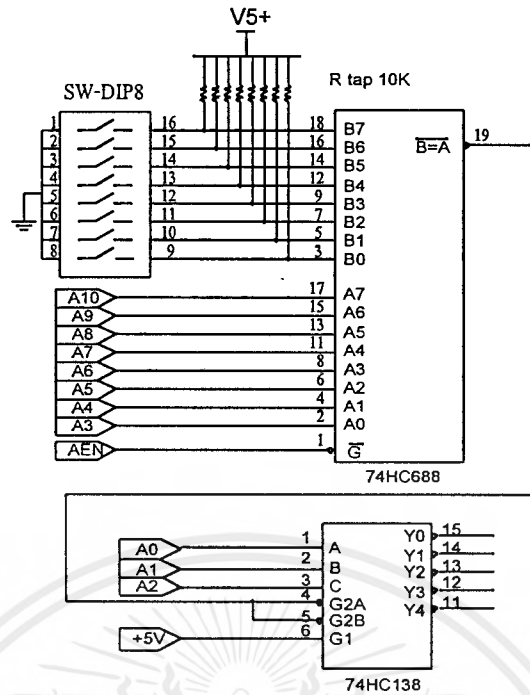 V5+
SW-DIP8
R tap 10K
1 16 18 B7 B=A 19
2 15 16 B6
3 14 14 B5
4 13 12 B4
5 12 9 B3
6 11 7 B2
7 10 5 B1
8 9 3 B0
A10 17 A7
A9 15 A6
A8 13 A5
A7 11 A4
A6 8 A3
A5 6 A2
A4 4 A1
A3 2 A0
AEN 1 G
74HC688
A0 1 A Y0 15
A1 2 B Y1 14
A2 3 C Y2 13
4 G2A Y3 12
5 G2B Y4 11
+5V 6 G1
74HC138